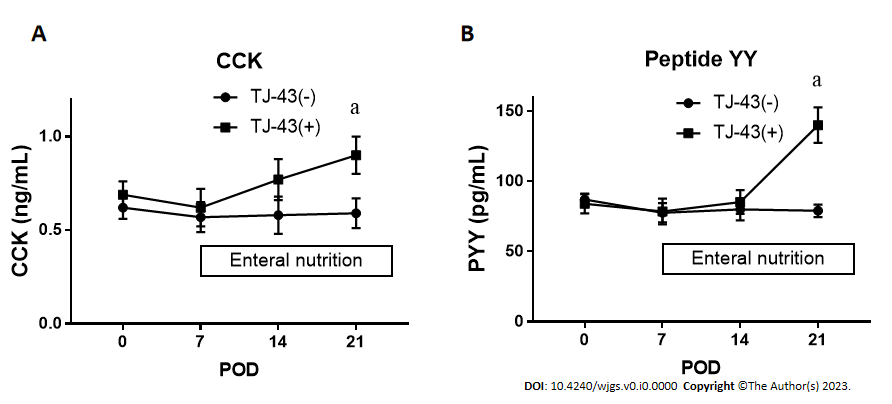 A
CCK
TJ-43(-)
TJ-43(+)
a
CCK (ng/mL)
1.0
0.5
0.0
Enteral nutrition
0 7 14 21
POD
B
Peptide YY
TJ-43(-)
TJ-43(+)
a
PYY (pg/mL)
150
100
50
0
Enteral nutrition
0 7 14 21
POD
DOI: 10.4240/wjgs.v0.i0.0000 Copyright ©The Author(s) 2023.